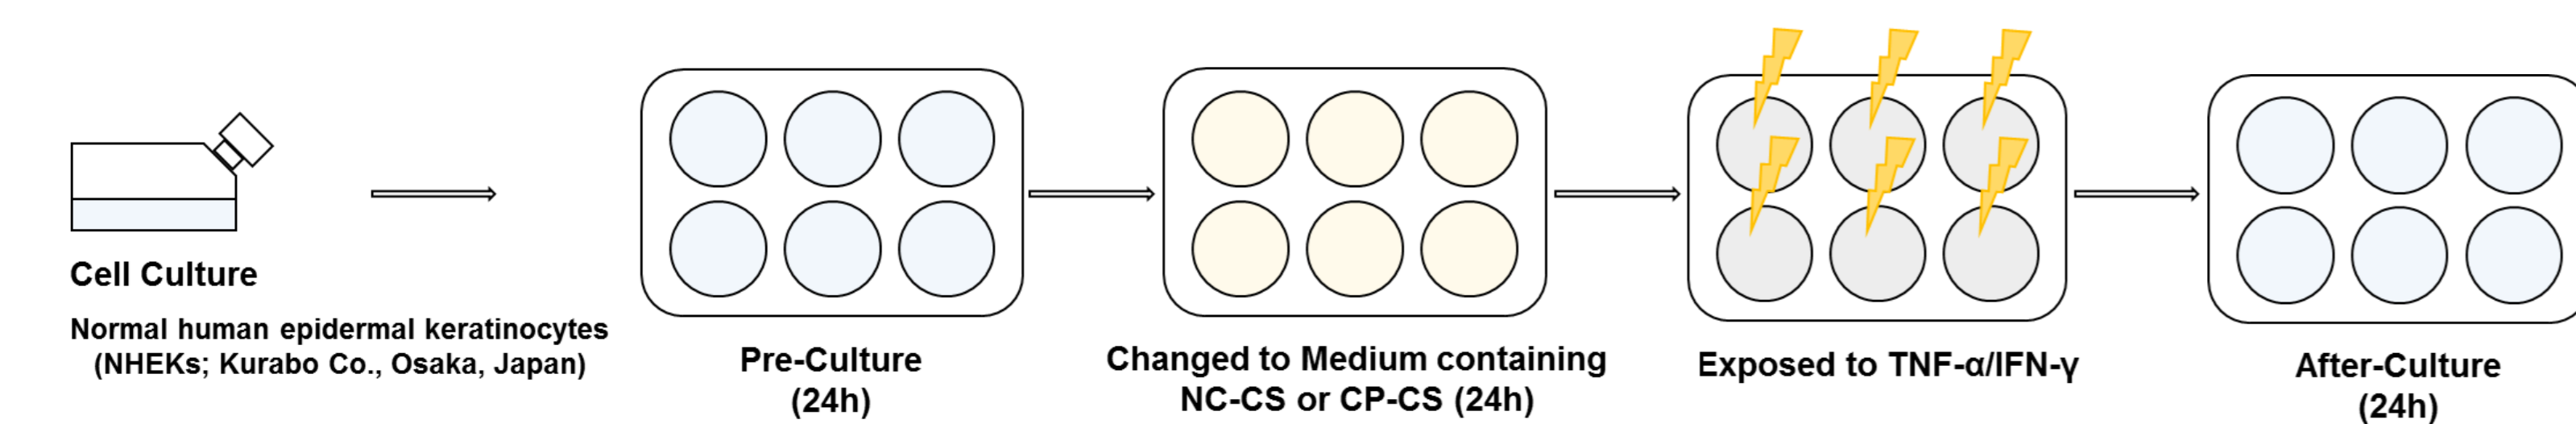 Cell Culture
Normal human epidermal keratinocytes
(NHEKs; Kurabo Co., Osaka, Japan)
Pre-Culture
(24h)
Changed to Medium containing
NC-CS or CP-CS (24h)
Exposed to TNF-α/IFN-γ
After-Culture
(24h)